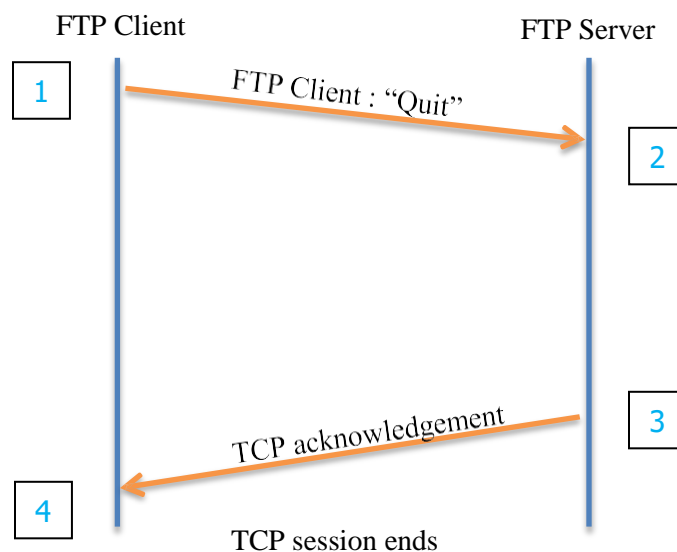 FTP Client
FTP Server
1
FTP Client : “Quit”
2
3
TCP acknowledgement
4
TCP session ends